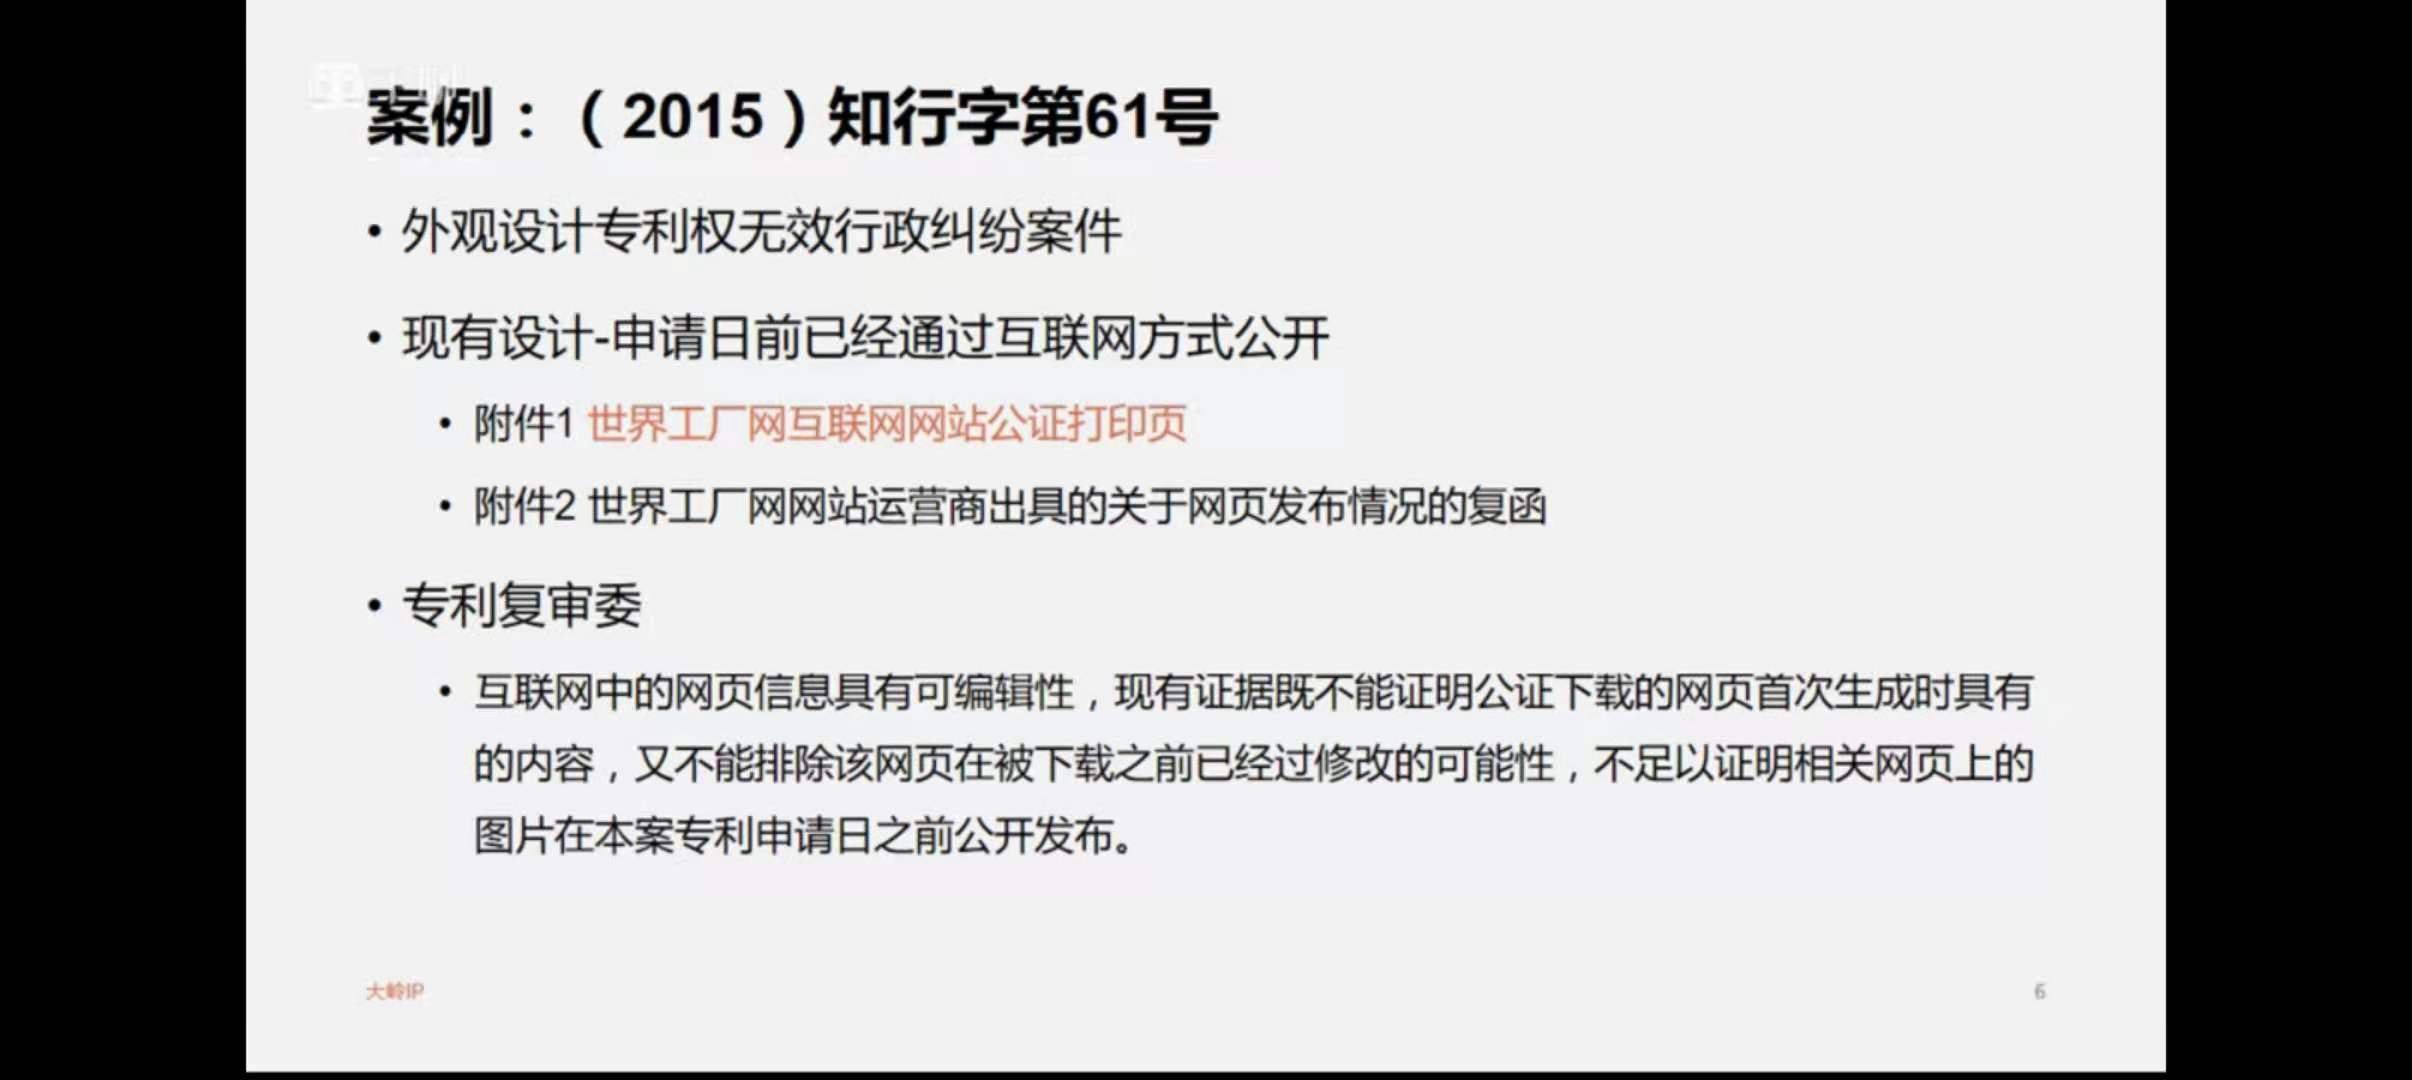 案例：（2015）知行字第61号
• 外观设计专利权无效行政纠纷案件
• 现有设计-申请日前已经通过互联网方式公开
• 附件1 世界工厂网互联网网站公证打印页
• 附件2 世界工厂网网站运营商出具的关于网页发布情况的复函
• 专利复审委
• 互联网中的网页信息具有可编辑性，现有证据既不能证明公证下载的网页首次生成时具有
的内容，又不能排除该网页在被下载之前已经过修改的可能性，不足以证明相关网页上的
图片在本案专利申请日之前公开发布。
大岭IP
6